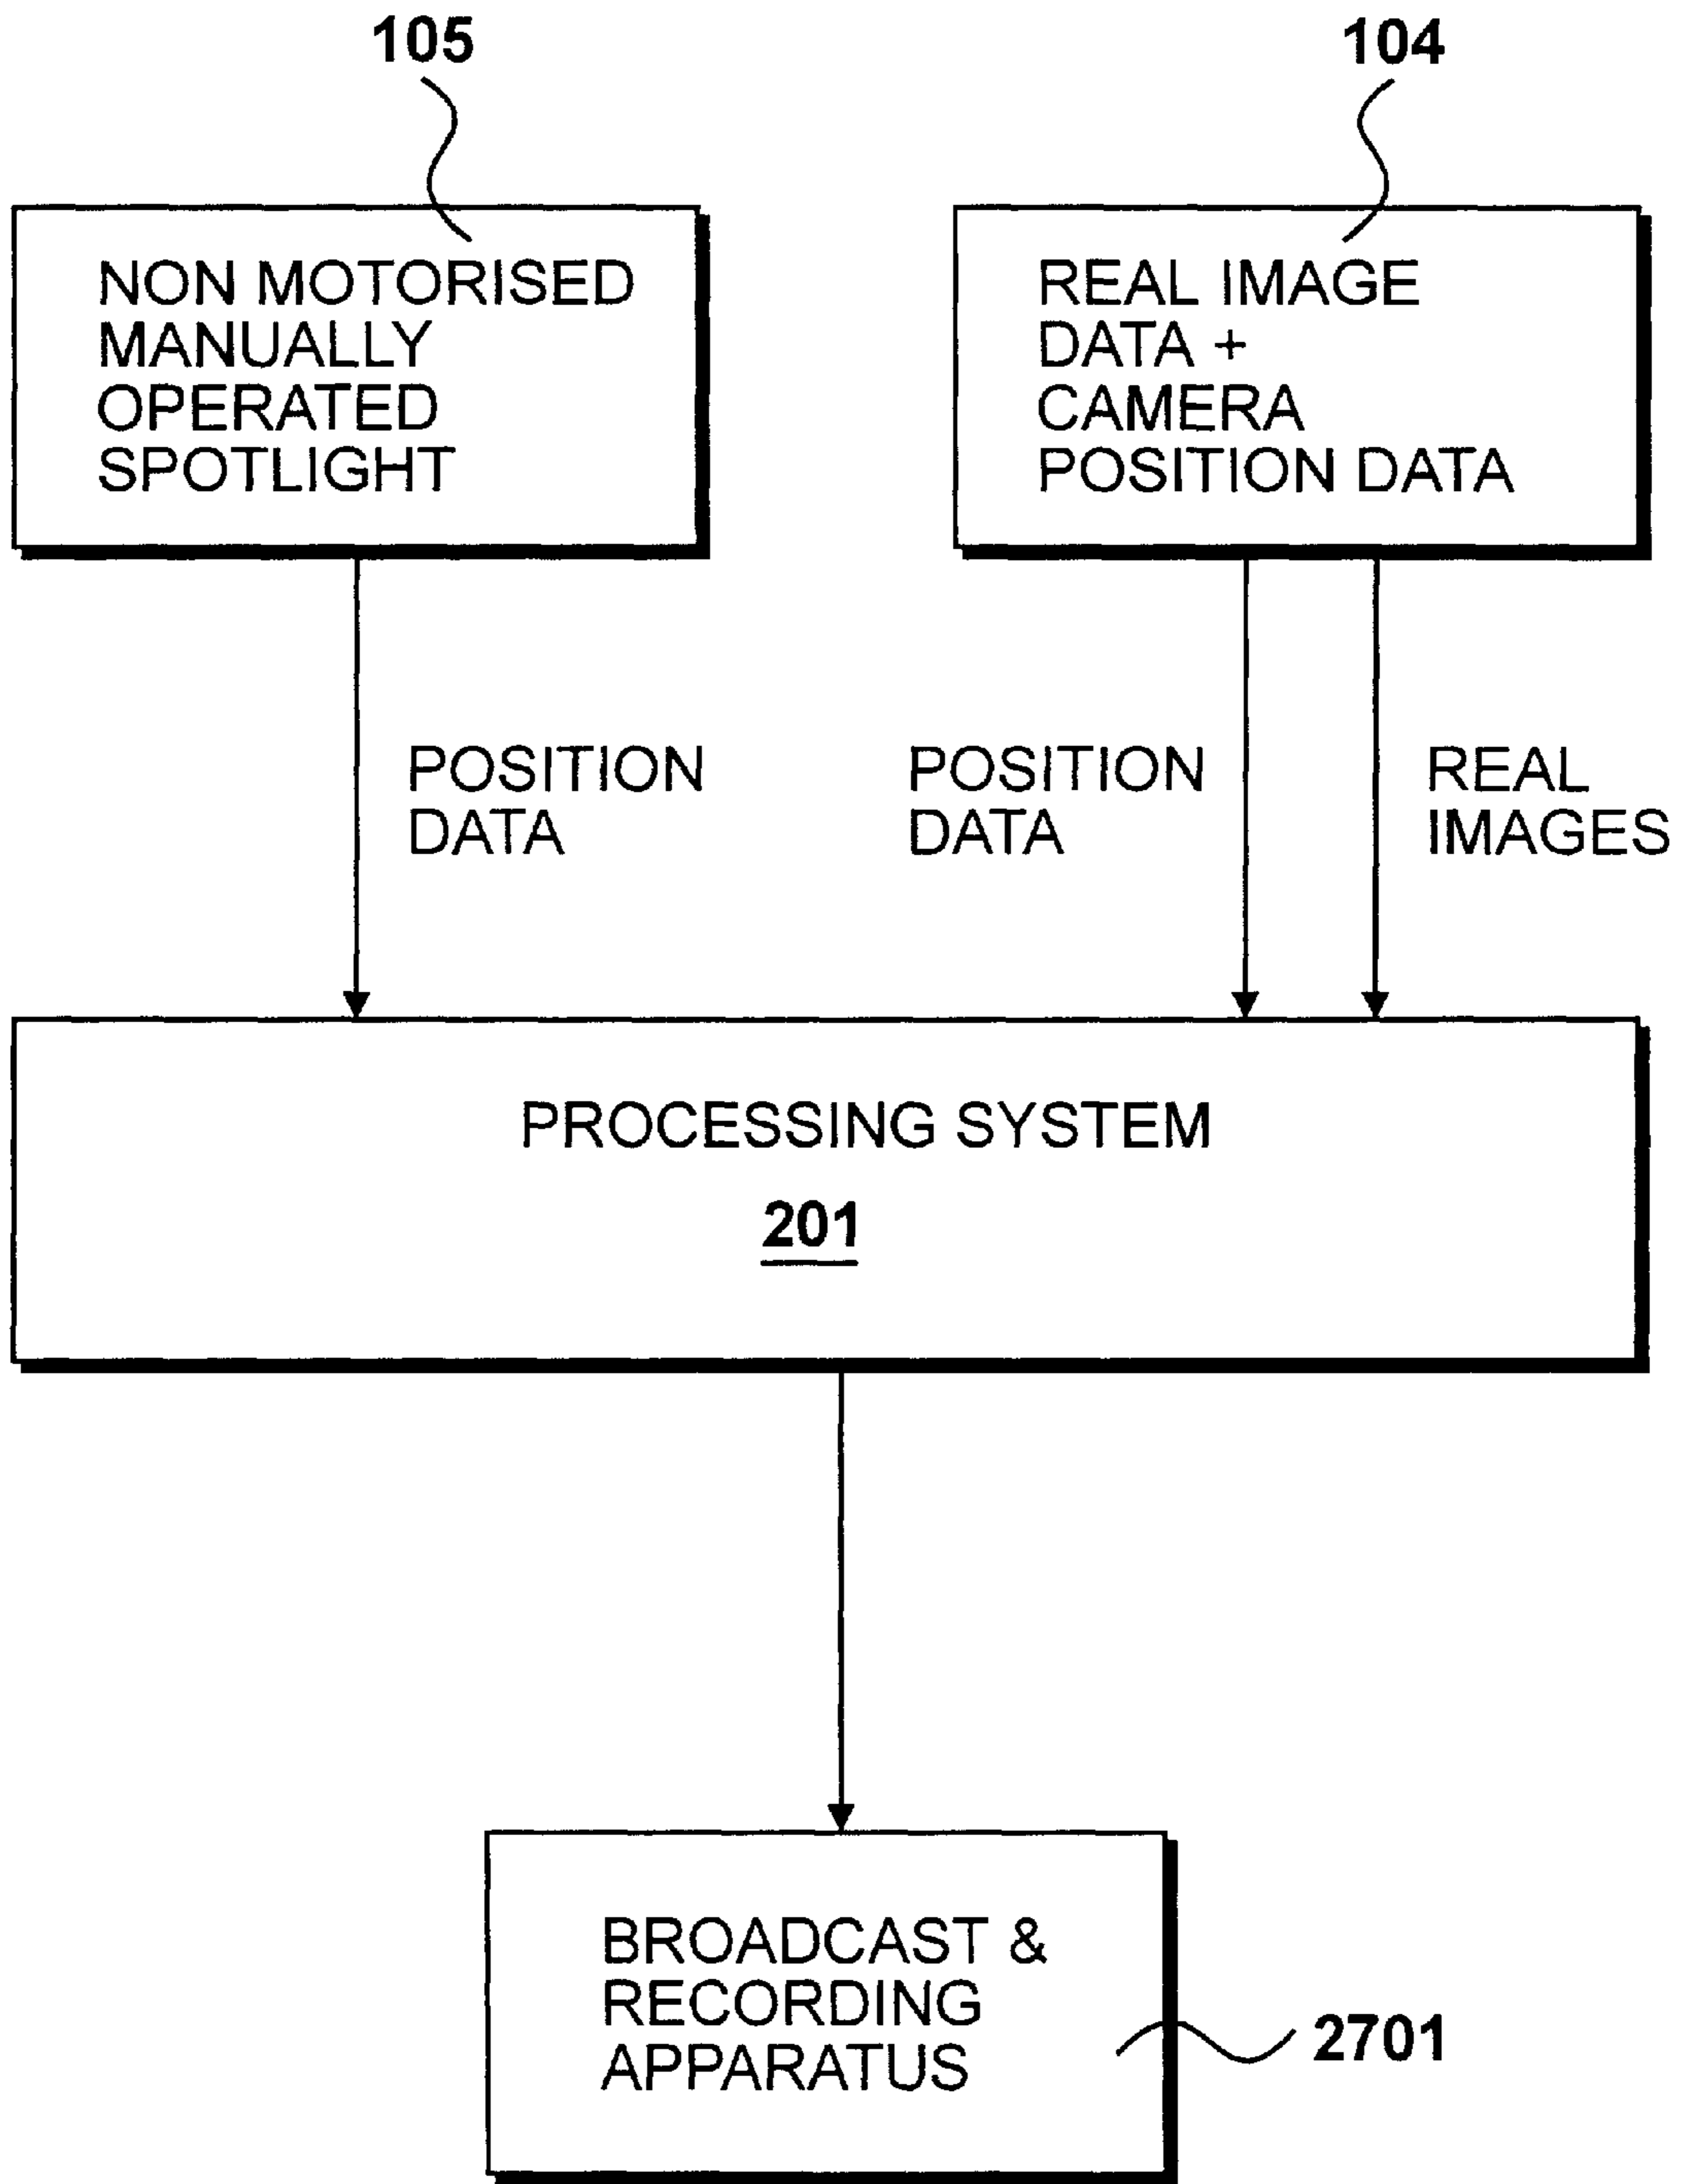 105
104
NON MOTORISED
MANUALLY
OPERATED
SPOTLIGHT
REAL IMAGE
DATA +
CAMERA
POSITION DATA
POSITION
DATA
POSITION
DATA
REAL
IMAGES
PROCESSING SYSTEM
201
BROADCAST &
RECORDING
APPARATUS
2701